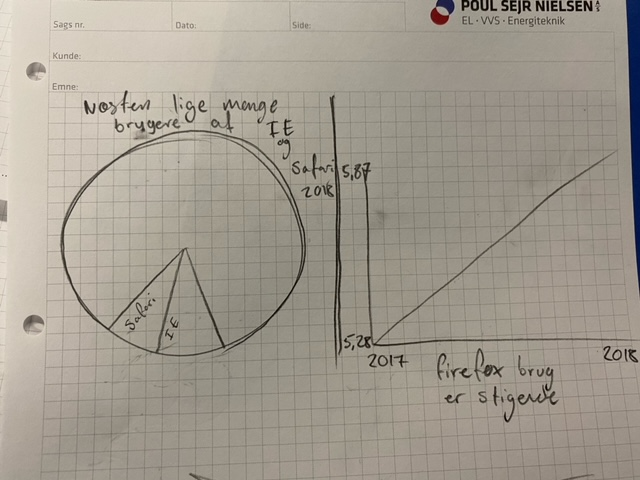 POUL SEJR NIELSEN A/S
EL · VVS · Energiteknik
Sags nr.
Dato:
Side:
Kunde:
Emne:
Næsten lige mange
brugere af IE
og
Safari
2018
Safari
IE
5,87
5,28
2017
2018
firefox brug
er stigende